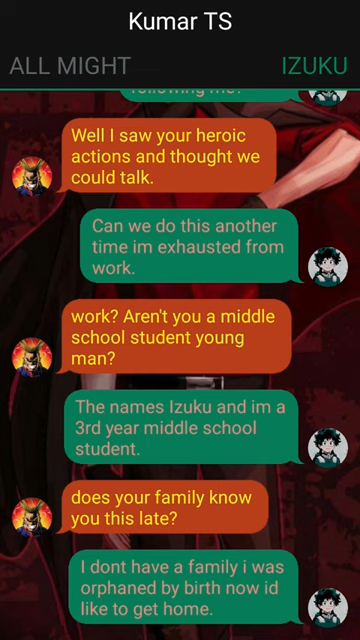 Kumar TS
ALL MIGHT
IZUKU
following me?
Well I saw your heroic
actions and thought we
could talk.
Can we do this another
time im exhausted from
work.
work? Aren't you a middle
school student young
man?
The names Izuku and im a
3rd year middle school
student.
does your family know
you this late?
I dont have a family i was
orphaned by birth now id
like to get home.